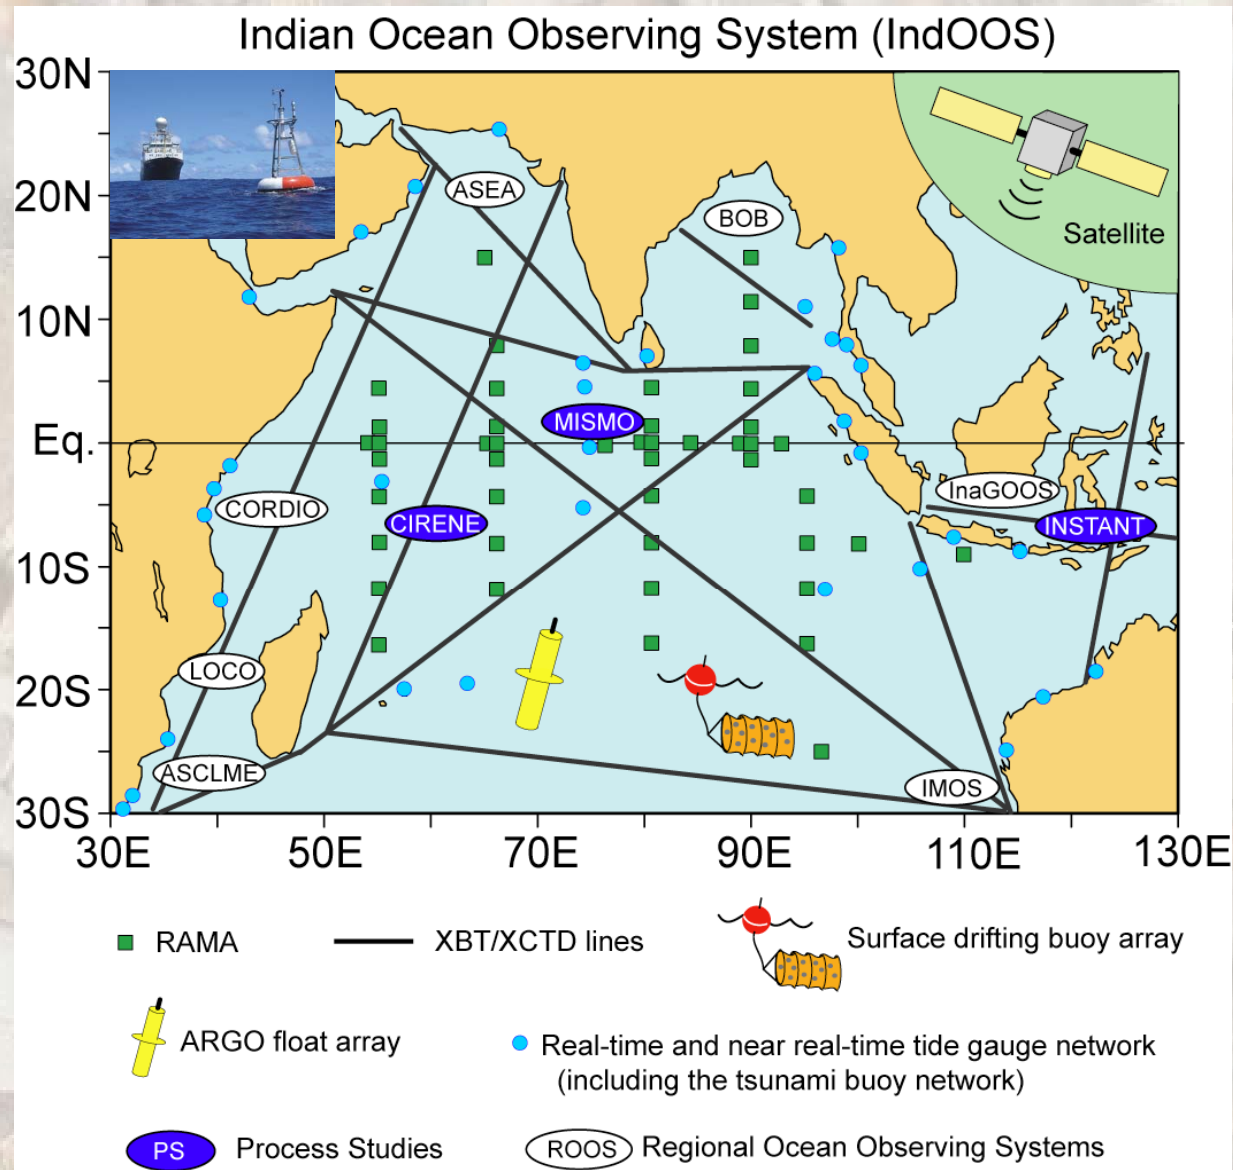 Indian Ocean Observing System (IndOOS)
30N
20N
10N
Eq.
10S
20S
30S
30E
50E
70E
90E
110E
130E
ASEA
BOB
Satellite
MISMO
CORDIO
CIRENE
InaGOOS
INSTANT
LOCO
ASCLME
IMOS
RAMA
XBT/XCTD lines
Surface drifting buoy array
ARGO float array
Real-time and near real-time tide gauge network
(including the tsunami buoy network)
PS
Process Studies
ROOS
Regional Ocean Observing Systems